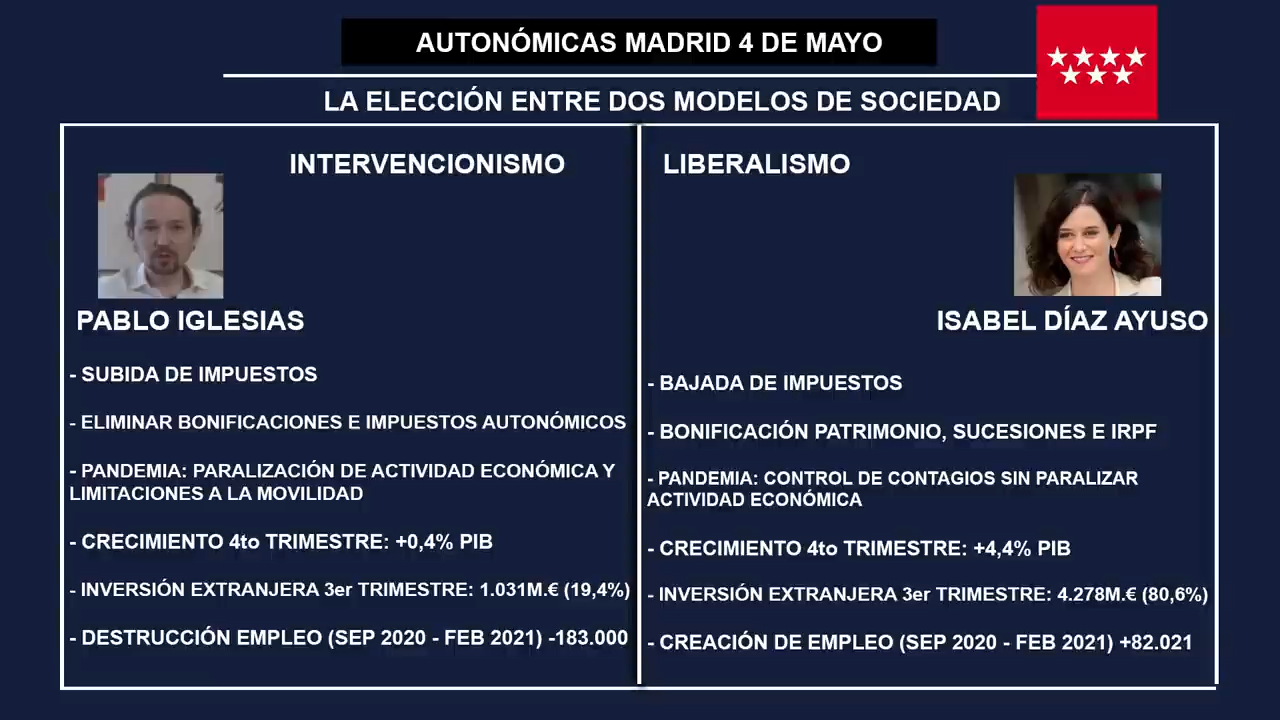 AUTONÓMICAS MADRID 4 DE MAYO
LA ELECCIÓN ENTRE DOS MODELOS DE SOCIEDAD
INTERVENCIONISMO
PABLO IGLESIAS
- SUBIDA DE IMPUESTOS
- ELIMINAR BONIFICACIONES E IMPUESTOS AUTONÓMICOS
- PANDEMIA: PARALIZACIÓN DE ACTIVIDAD ECONÓMICA Y
LIMITACIONES A LA MOVILIDAD
- CRECIMIENTO 4to TRIMESTRE: +0,4% PIB
- INVERSIÓN EXTRANJERA 3er TRIMESTRE: 1.031M.€ (19,4%)
- DESTRUCCIÓN EMPLEO (SEP 2020 - FEB 2021) -183.000
LIBERALISMO
ISABEL DÍAZ AYUSO
- BAJADA DE IMPUESTOS
- BONIFICACIÓN PATRIMONIO, SUCESIONES E IRPF
- PANDEMIA: CONTROL DE CONTAGIOS SIN PARALIZAR
ACTIVIDAD ECONÓMICA
- CRECIMIENTO 4to TRIMESTRE: +4,4% PIB
- INVERSIÓN EXTRANJERA 3er TRIMESTRE: 4.278M.€ (80,6%)
- CREACIÓN DE EMPLEO (SEP 2020 - FEB 2021) +82.021